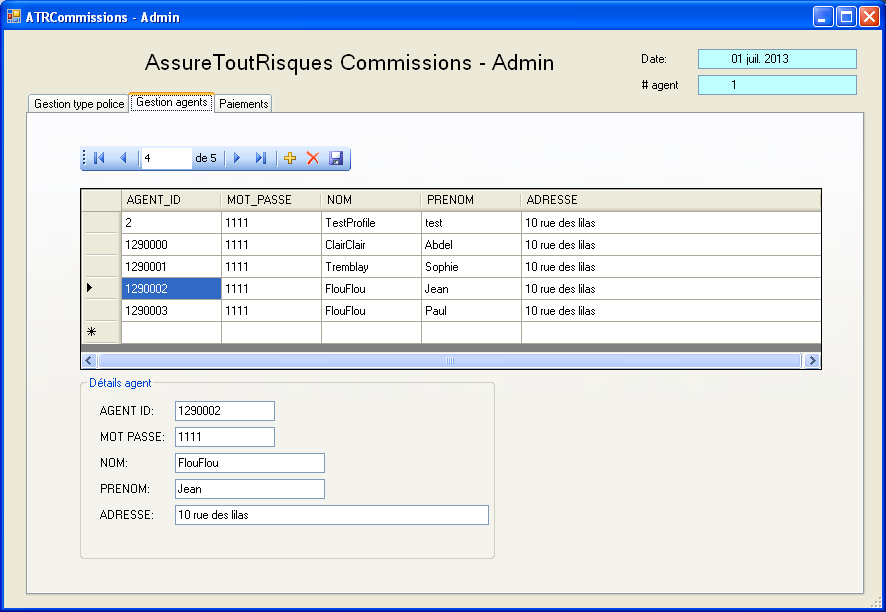 ATRCommissions - Admin
AssureToutRisques Commissions - Admin
Date: 01 juil. 2013
# agent 1
Gestion type police Gestion agents Paiements
4 de 5
AGENT_ID MOT_PASSE NOM PRENOM ADRESSE
2 1111 TestProfile test 10 rue des lilas
1290000 1111 ClairClair Abdel 10 rue des lilas
1290001 1111 Tremblay Sophie 10 rue des lilas
1290002 1111 FlouFlou Jean 10 rue des lilas
1290003 1111 FlouFlou Paul 10 rue des lilas
Détails agent
AGENT ID: 1290002
MOT PASSE: 1111
NOM: FlouFlou
PRENOM: Jean
ADRESSE: 10 rue des lilas